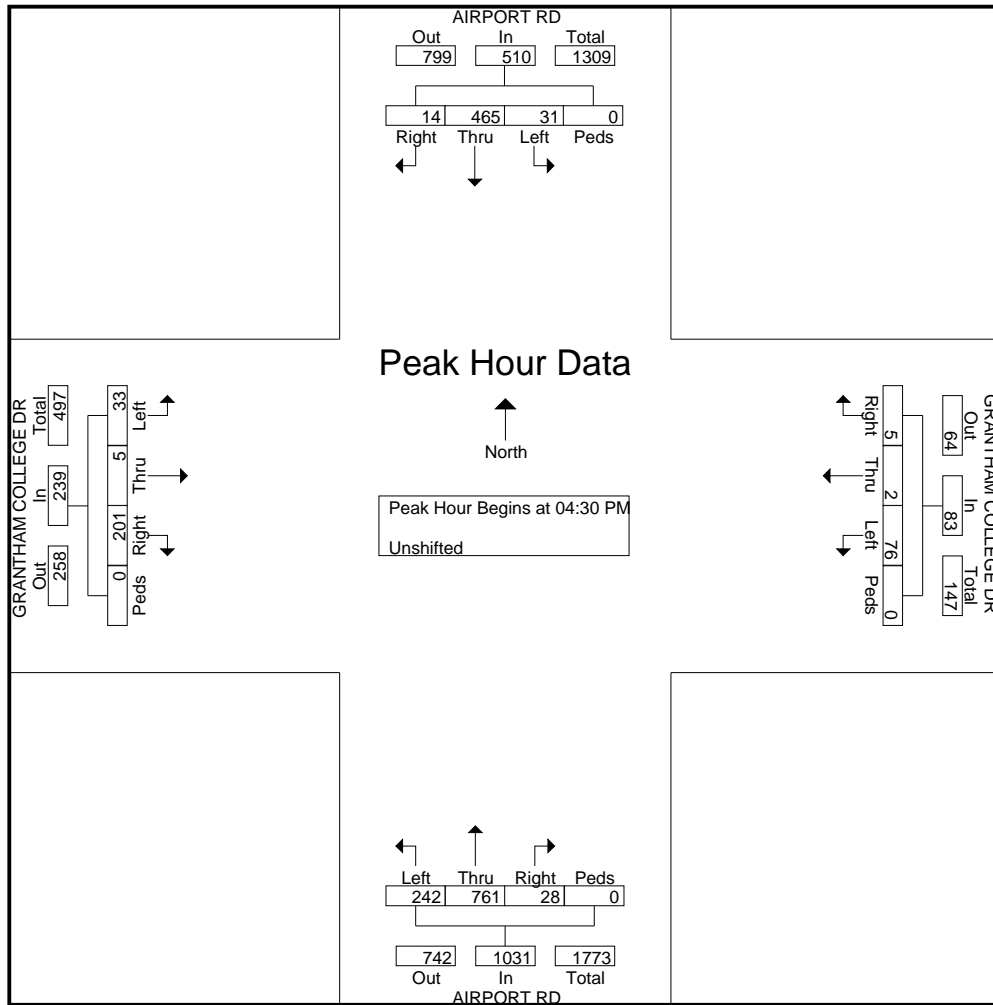 AIRPORT RD
Out In Total
799 510 1309
14 465 31 0
Right Thru Left Peds
Peak Hour Data
North
Peak Hour Begins at 04:30 PM
Unshifted
GRANTHAM COLLEGE DR
Out In Total
258 239 497
0 201 5 33
Peds Right Thru Left
GRANTHAM COLLEGE DR
Out In Total
64 83 147
5 2 76 0
Right Thru Left Peds
Left Thru Right Peds
242 761 28 0
742 1031 1773
Out In Total
AIRPORT RD